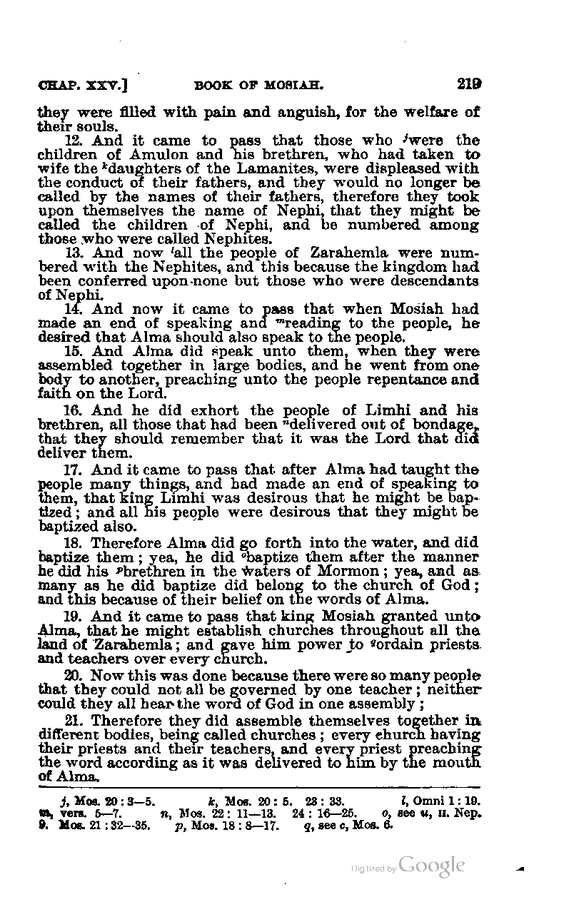 CHAP. XXV.] BOOK OF MOSIAH. 219
they were filled with pain and anguish, for the welfare of
their souls.
12. And it came to pass that those who jwere the
children of Amulon and his brethren, who had taken to
wife the kdaughters of the Lamanites, were displeased with
the conduct of their fathers, and they would no longer be
called by the names of their fathers, therefore they took
upon themselves the name of Nephi, that they might be
called the children of Nephi, and be numbered among
those who were called Nephites.
13. And now lall the people of Zarahemla were num-
bered with the Nephites, and this because the kingdom had
been conferred upon none but those who were descendants
of Nephi.
14. And now it came to pass that when Mosiah had
made an end of speaking and mreading to the people, he
desired that Alma should also speak to the people.
15. And Alma did speak unto them, when they were
assembled together in large bodies, and he went from one
body to another, preaching unto the people repentance and
faith on the Lord.
16. And he did exhort the people of Limhi and his
brethren, all those that had been ndelivered out of bondage,
that they should remember that it was the Lord that did
deliver them.
17. And it came to pass that after Alma had taught the
people many things, and had made an end of speaking to
them, that king Limhi was desirous that he might be bap-
tized; and all his people were desirous that they might be
baptized also.
18. Therefore Alma did go forth into the water, and did
baptize them; yea, he did obaptize them after the manner
he did his pbrethren in the waters of Mormon; yea, and as
many as he did baptize did belong to the church of God;
and this because of their belief on the words of Alma.
19. And it came to pass that king Mosiah granted unto
Alma, that he might establish churches throughout all the
land of Zarahemla; and gave him power to qordain priests
and teachers over every church.
20. Now this was done because there were so many people
that they could not all be governed by one teacher; neither
could they all hear the word of God in one assembly;
21. Therefore they did assemble themselves together in
different bodies, being called churches; every church having
their priests and their teachers, and every priest preaching
the word according as it was delivered to him by the mouth
of Alma.
j, Mos. 20: 3—5. k, Mos. 20: 5. 23: 33. l, Omni 1: 19.
m, vers. 5—7. n, Mos. 22: 11—13. 24: 16—25. o, see u, II. Nep.
9. Mos. 21: 32—35. p, Mos. 18: 8—17. q, see c, Mos. 6.
Digitized by Google